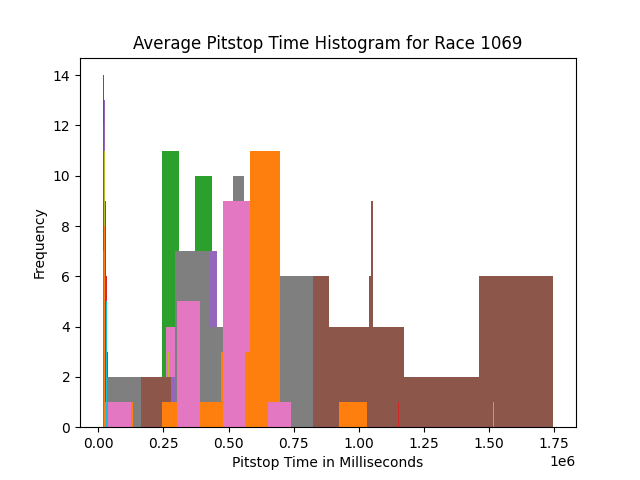 Average Pitstop Time Histogram for Race 1069
14
12
10
8
6
4
2
0
Frequency
0.00 0.25 0.50 0.75 1.00 1.25 1.50 1.75
1e6
Pitstop Time in Milliseconds